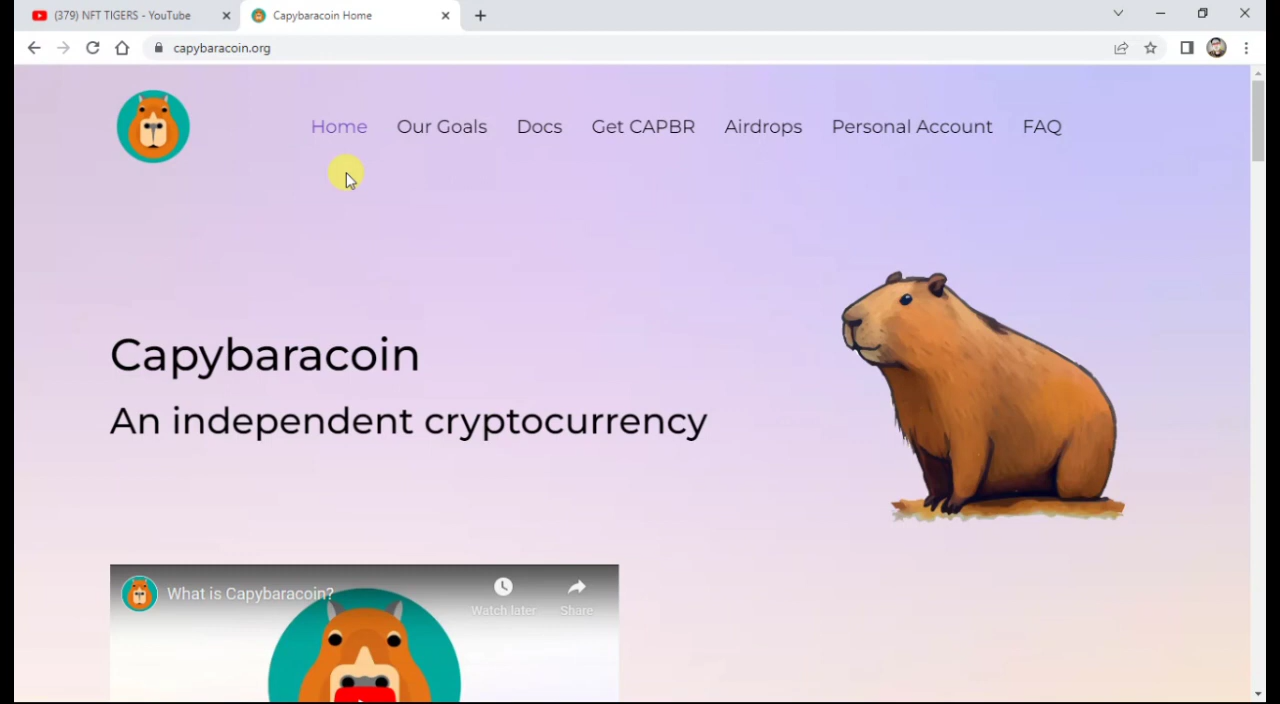 (379) NFT TIGERS - YouTube
Capybaracoin Home
capybaracoin.org
Home Our Goals Docs Get CAPBR Airdrops Personal Account FAQ
Capybaracoin
An independent cryptocurrency
What is Capybaracoin?
Watch later
Share